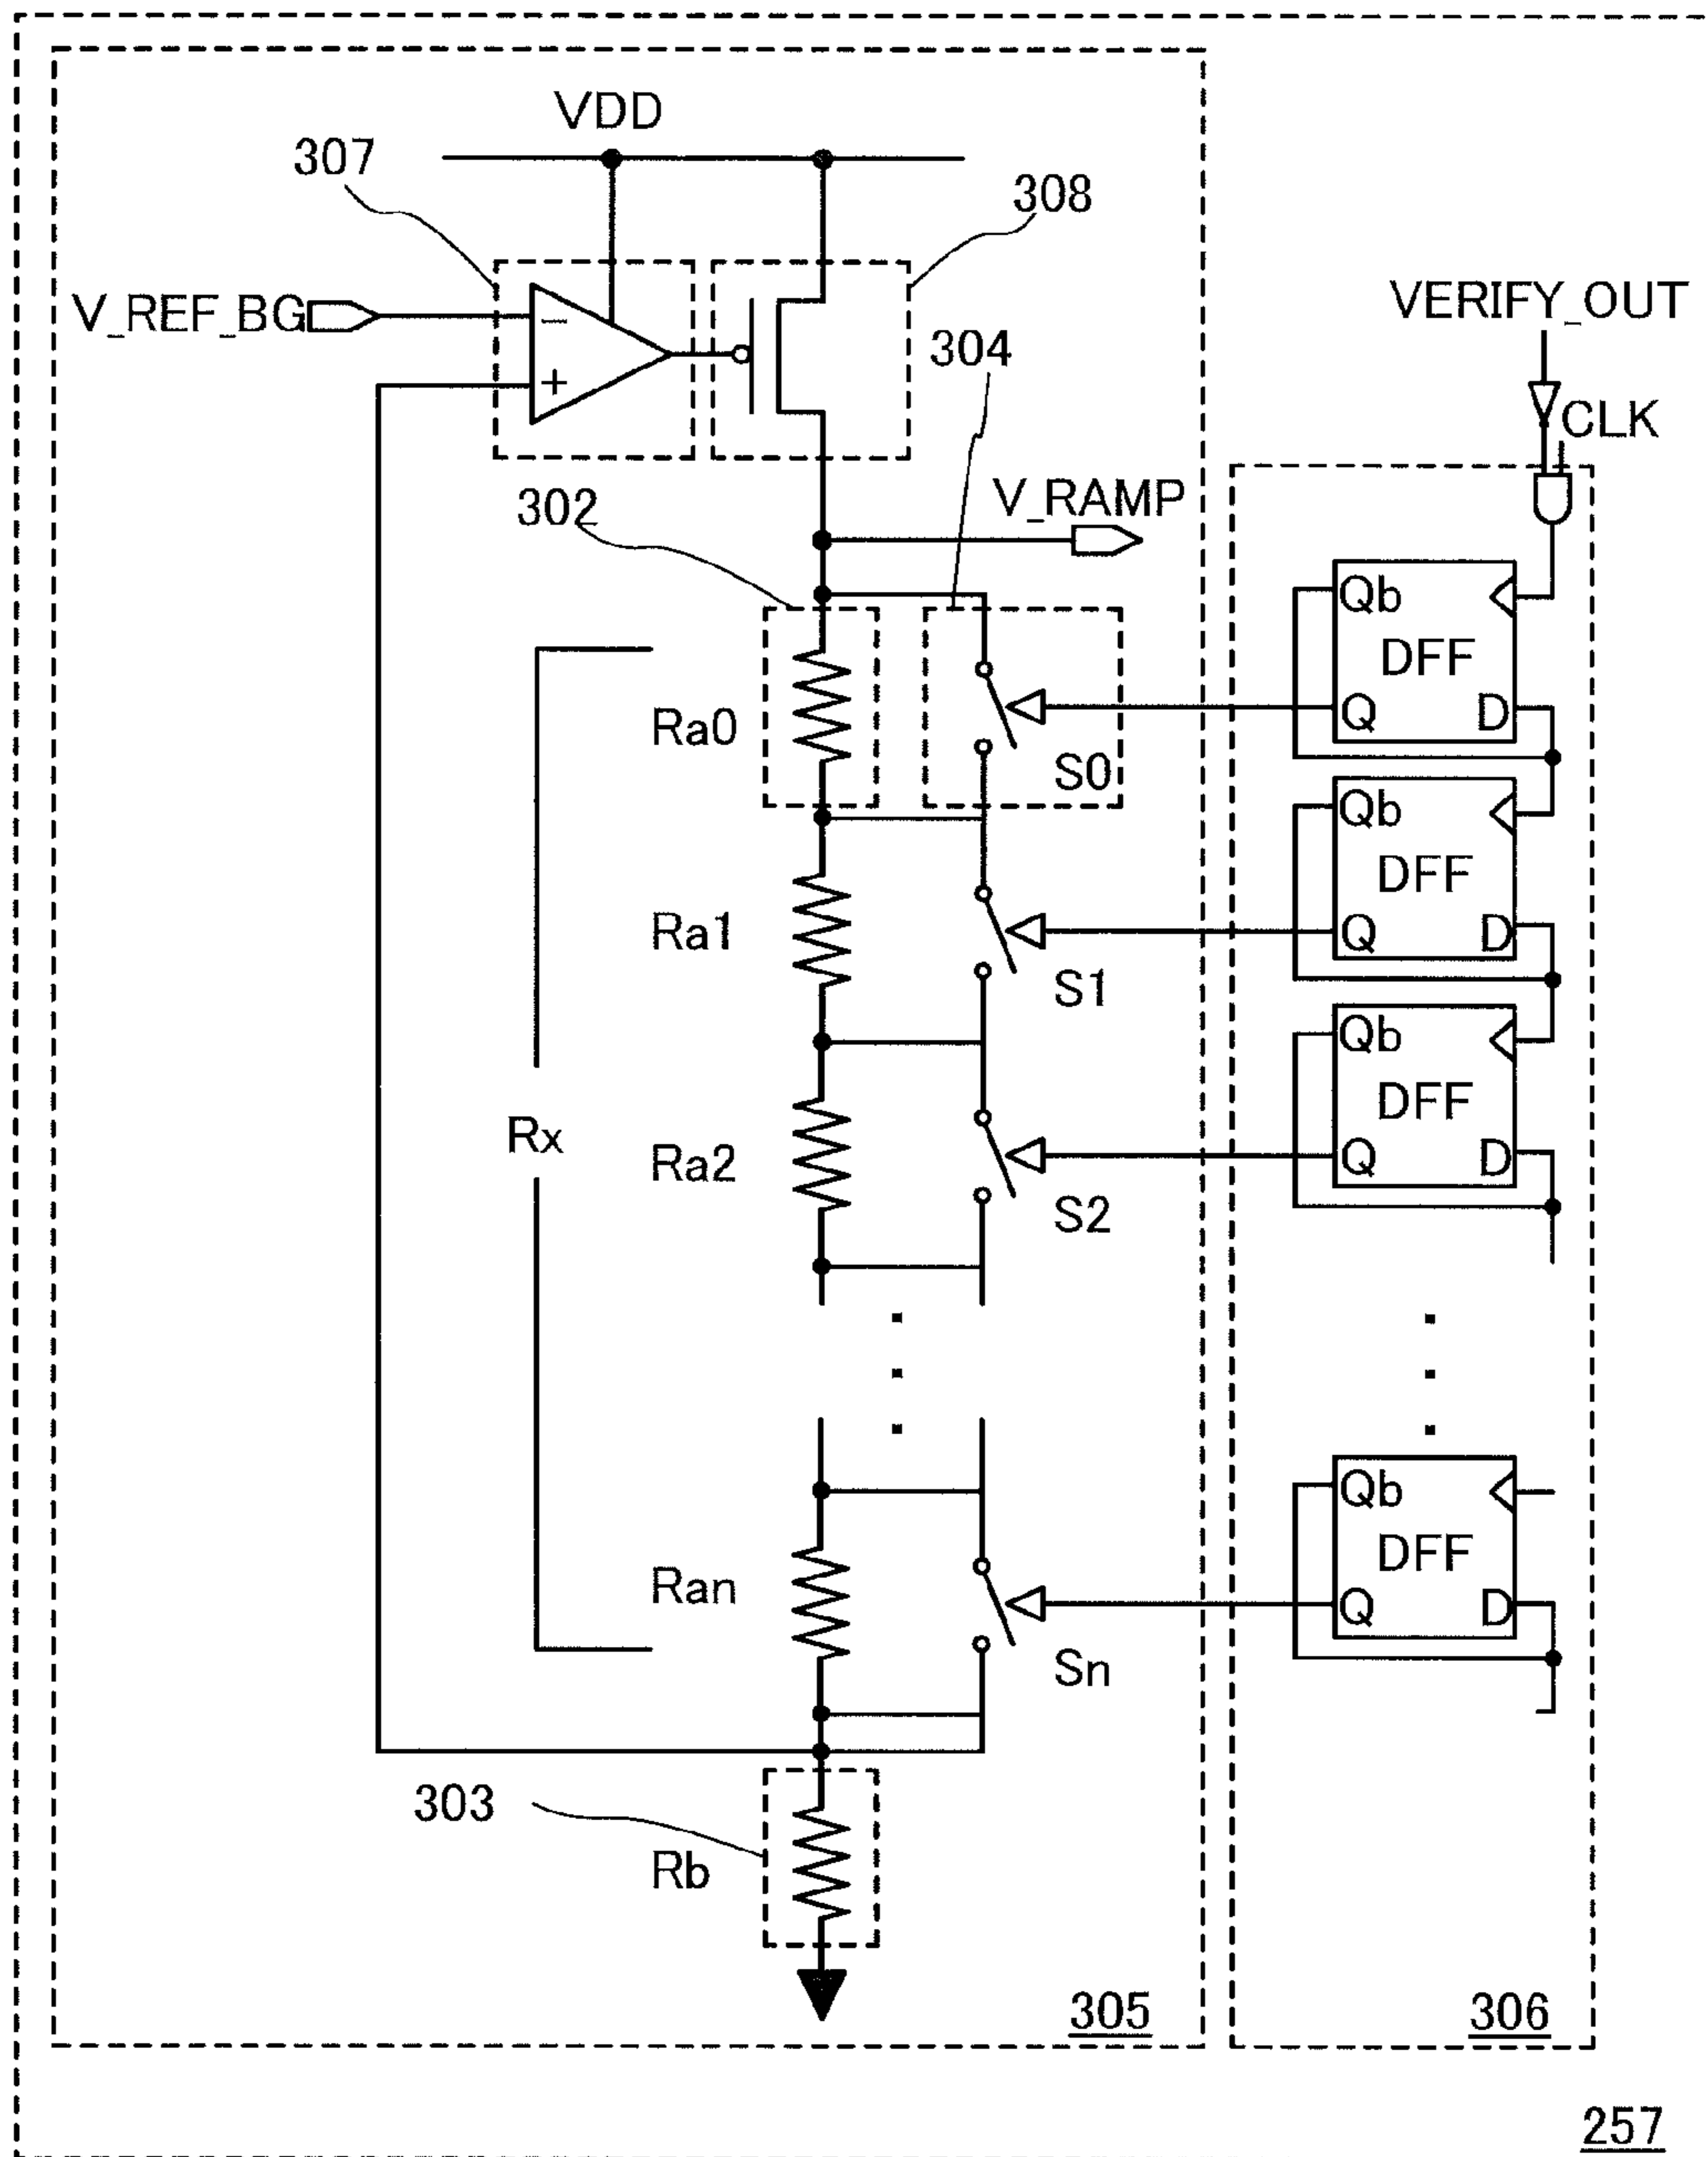 VDD
307
308
V_REF_BG
−
+
304
VERIFY_OUT
CLK
302
V_RAMP
Qb
DFF
Q
D
Ra0
S0
Qb
DFF
Q
D
Ra1
S1
Qb
DFF
Q
D
Rx
Ra2
S2
Qb
DFF
Q
D
Ran
Sn
303
Rb
305
306
257